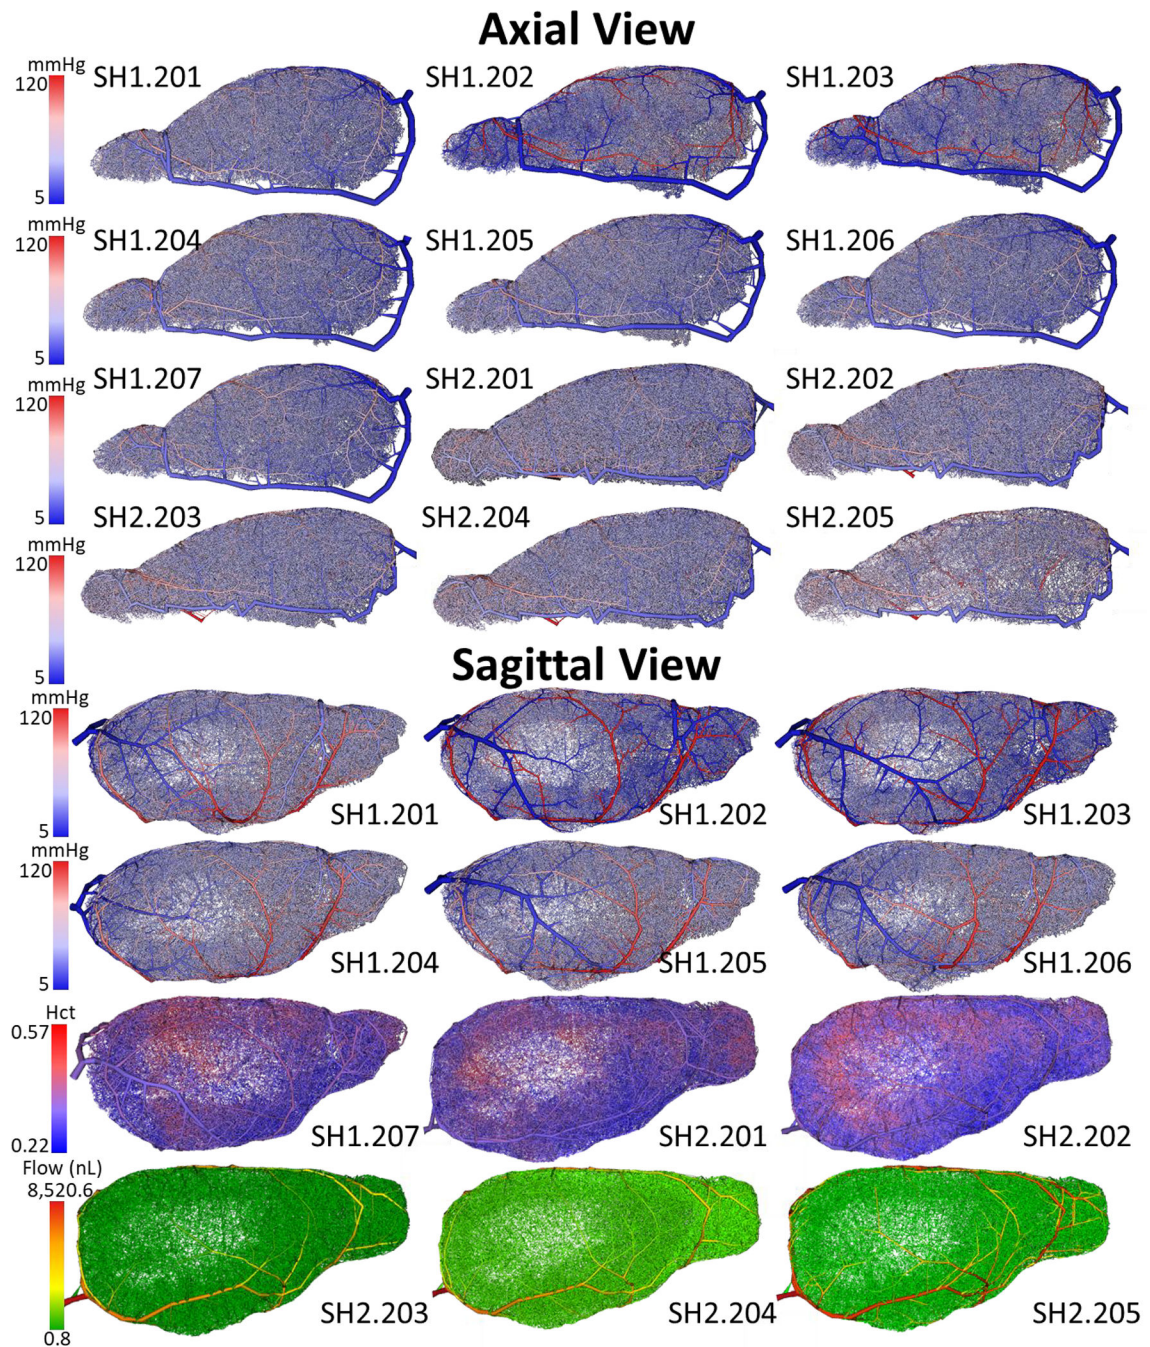 Axial View
mmHg
120
5
SH1.201
SH1.202
SH1.203
mmHg
120
5
SH1.204
SH1.205
SH1.206
mmHg
120
5
SH1.207
SH2.201
SH2.202
mmHg
120
5
SH2.203
SH2.204
SH2.205
Sagittal View
mmHg
120
5
SH1.201
SH1.202
SH1.203
mmHg
120
5
SH1.204
SH1.205
SH1.206
Hct
0.57
0.22
SH1.207
SH2.201
SH2.202
Flow (nL)
8,520.6
0.8
SH2.203
SH2.204
SH2.205